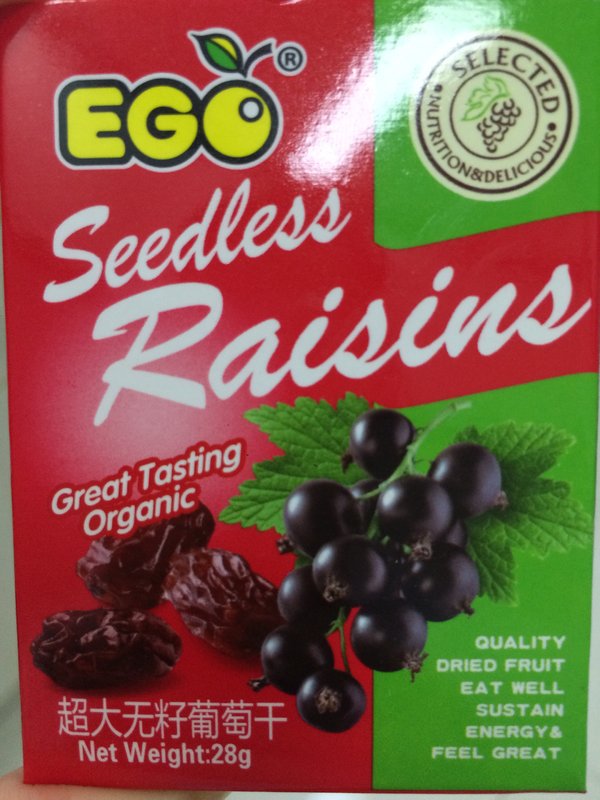 EGO ®
SELECTED
• NUTRITION&DELICIOUS •
Seedless
Raisins
Great Tasting
Organic
QUALITY
DRIED FRUIT
EAT WELL
SUSTAIN
ENERGY&
FEEL GREAT
超大无籽葡萄干
Net Weight:28g